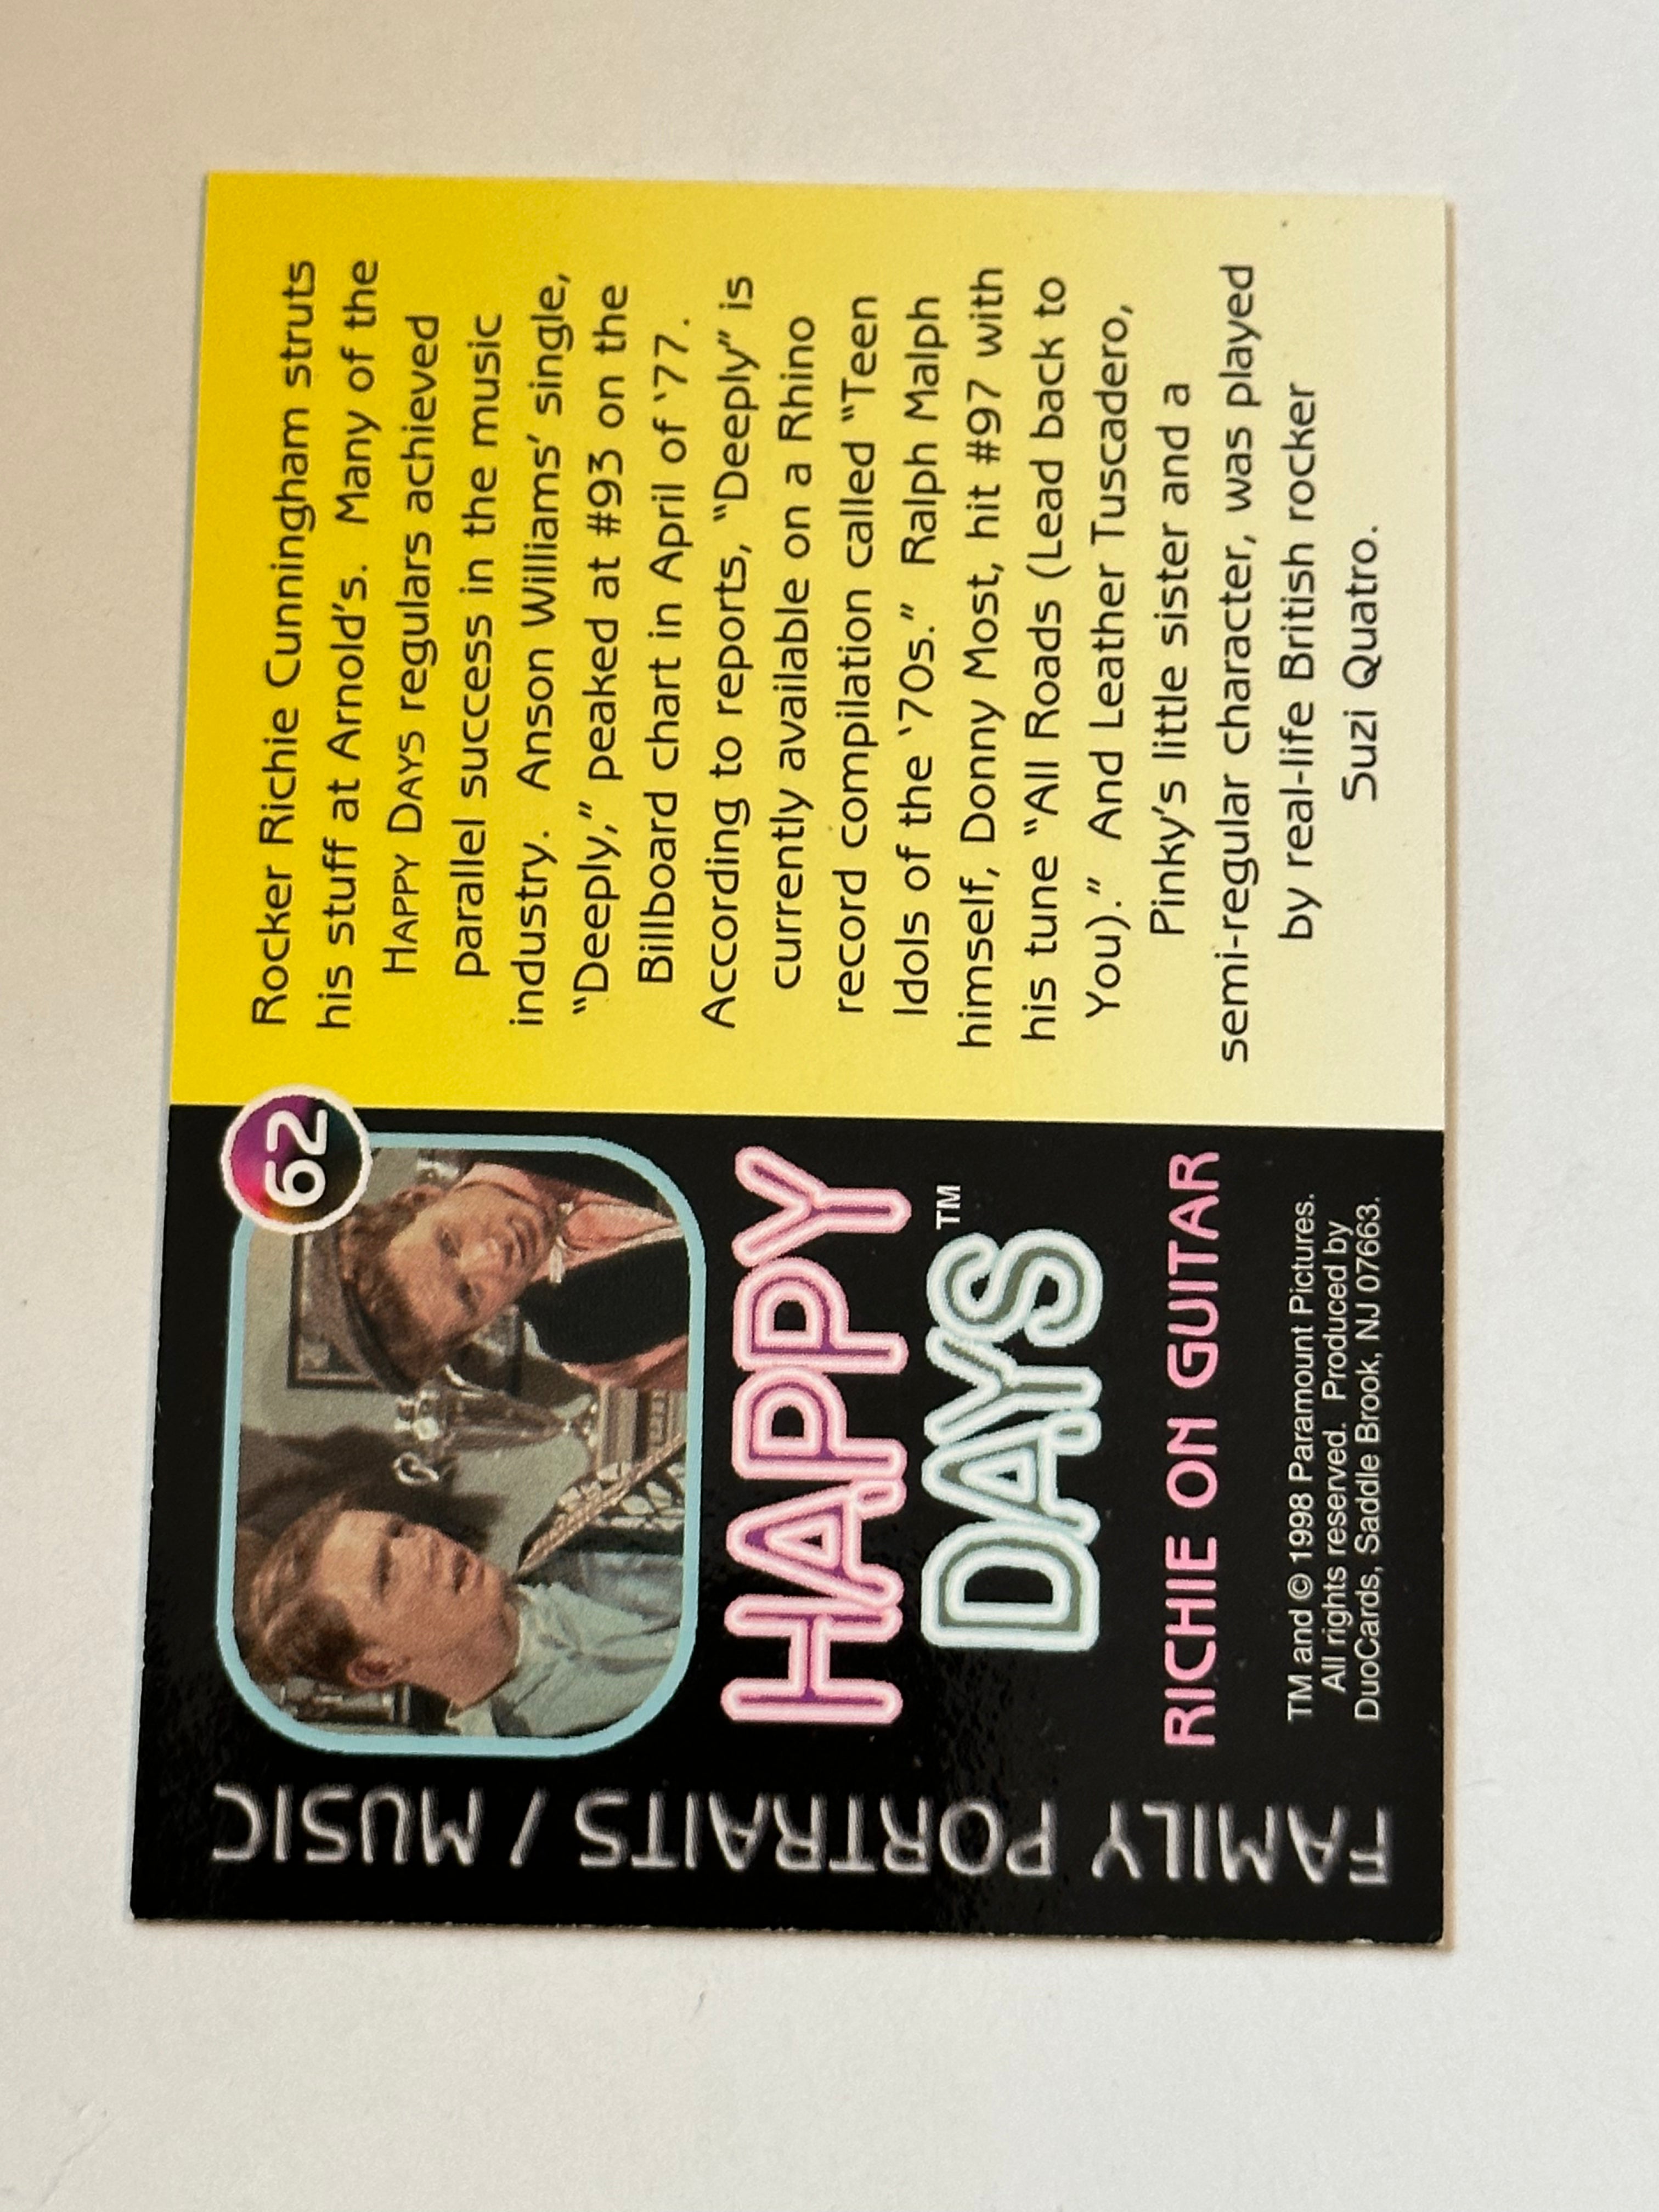 FAMILY PORTRAITS / MUSIC
62
HAPPY
DAYS™
RICHIE ON GUITAR
TM and © 1998 Paramount Pictures.
All rights reserved. Produced by
DuoCards, Saddle Brook, NJ 07663.
Rocker Richie Cunningham struts
his stuff at Arnold's. Many of the
HAPPY DAYS regulars achieved
parallel success in the music
industry. Anson Williams' single,
"Deeply," peaked at #93 on the
Billboard chart in April of '77.
According to reports, "Deeply" is
currently available on a Rhino
record compilation called "Teen
Idols of the '70s." Ralph Malph
himself, Donny Most, hit #97 with
his tune "All Roads (Lead back to
You)." And Leather Tuscadero,
Pinky's little sister and a
semi-regular character, was played
by real-life British rocker
Suzi Quatro.